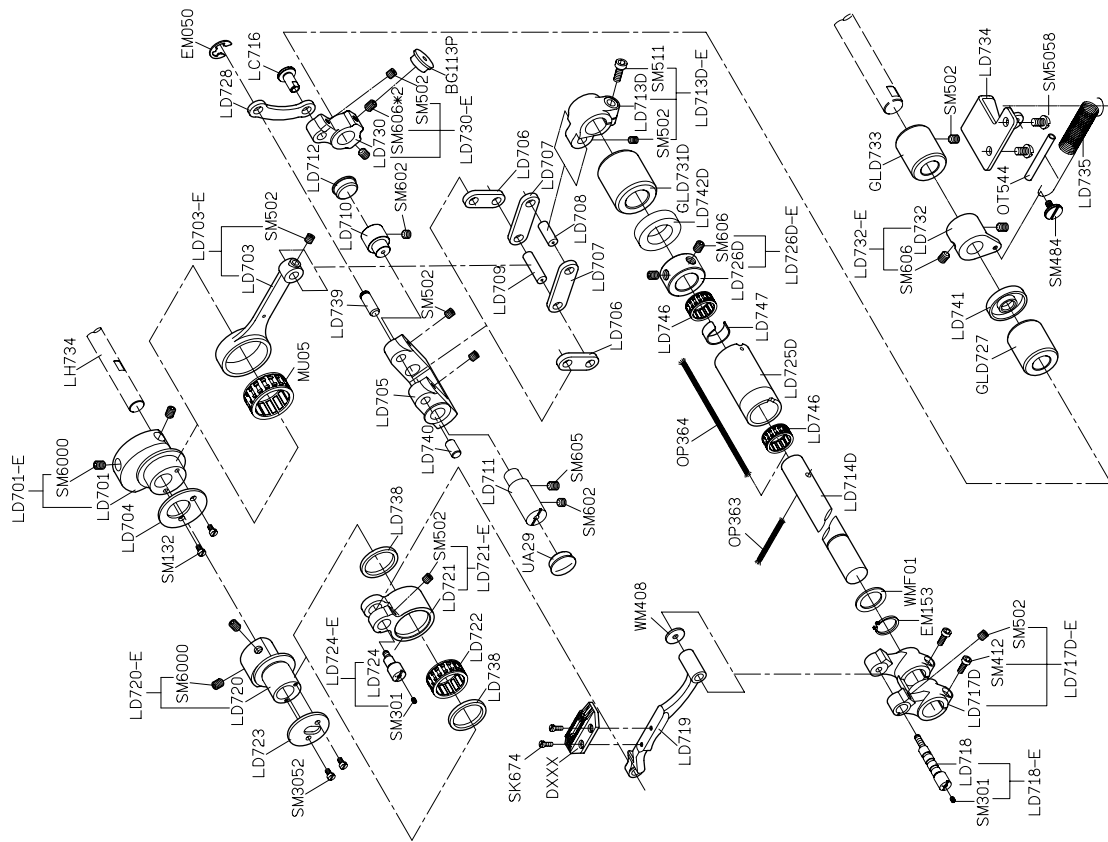 EM050
LC716
LD728
BG113P
SM502
SM606*2
LD730
LD730-E
LD712
SM602
LD710
LD703-E
SM502
LD703
LD739
SM502
LH734
MU05
LD705
LD740
LD701-E
SM6000
LD701
LD704
SM132
LD711
SM605
SM602
UA29
LD738
SM502
LD721
LD721-E
LD722
LD738
LD724-E
LD724
SM301
LD720-E
SM6000
LD720
LD723
SM3052
SK674
DXXX
LD719
WM408
LD706
LD707
LD708
LD709
LD707
LD706
SM511
LD713D
SM502
LD713D-E
GLD731D
LD742D
SM606
LD726D
LD726D-E
LD746
LD747
LD725D
LD746
OP364
OP363
LD714D
WMF01
EM153
SM502
SM412
LD717D
LD717D-E
LD718
SM301
LD718-E
LD734
SM5058
SM502
GLD733
OT544
LD735
LD732-E
LD732
SM606
SM484
LD741
GLD727